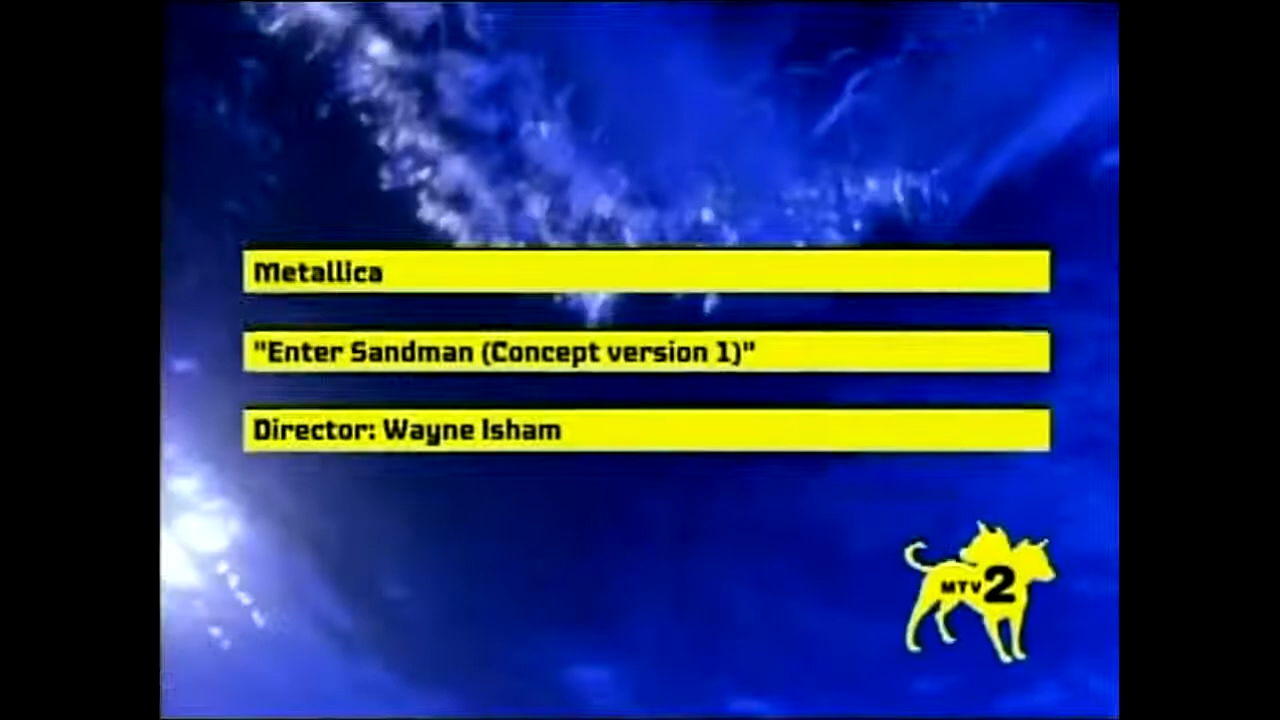 Metallica
"Enter Sandman (Concept version 1)"
Director: Wayne Isham
MTV2